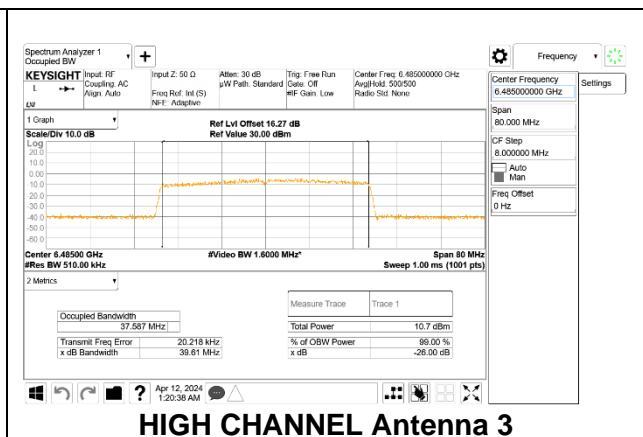 Spectrum Analyzer 1
Occupied BW
Frequency
KEYSIGHT
L
Input: RF
Coupling: AC
Align: Auto
Input Z: 50 Ω
Freq Ref: Int (S)
NFE: Adaptive
Atten: 30 dB
µW Path: Standard
Trig: Free Run
Gate: Off
#IF Gain: Low
Center Freq: 6.485000000 GHz
Avg|Hold: 500/500
Radio Std: None
Center Frequency
6.485000000 GHz
Settings
Span
80.000 MHz
CF Step
8.000000 MHz
Auto
Man
Freq Offset
0 Hz
1 Graph
Scale/Div 10.0 dB
Ref Lvl Offset 16.27 dB
Ref Value 30.00 dBm
Log
20.0
10.0
0.00
-10.0
-20.0
-30.0
-40.0
-50.0
-60.0
Center 6.48500 GHz
#Res BW 510.00 kHz
#Video BW 1.6000 MHz*
Span 80 MHz
Sweep 1.00 ms (1001 pts)
2 Metrics
Measure Trace
Trace 1
Occupied Bandwidth
37.587 MHz
Total Power
10.7 dBm
Transmit Freq Error
20.218 kHz
% of OBW Power
99.00 %
x dB Bandwidth
39.61 MHz
x dB
-26.00 dB
?
Apr 12, 2024
1:20:38 AM
HIGH CHANNEL Antenna 3